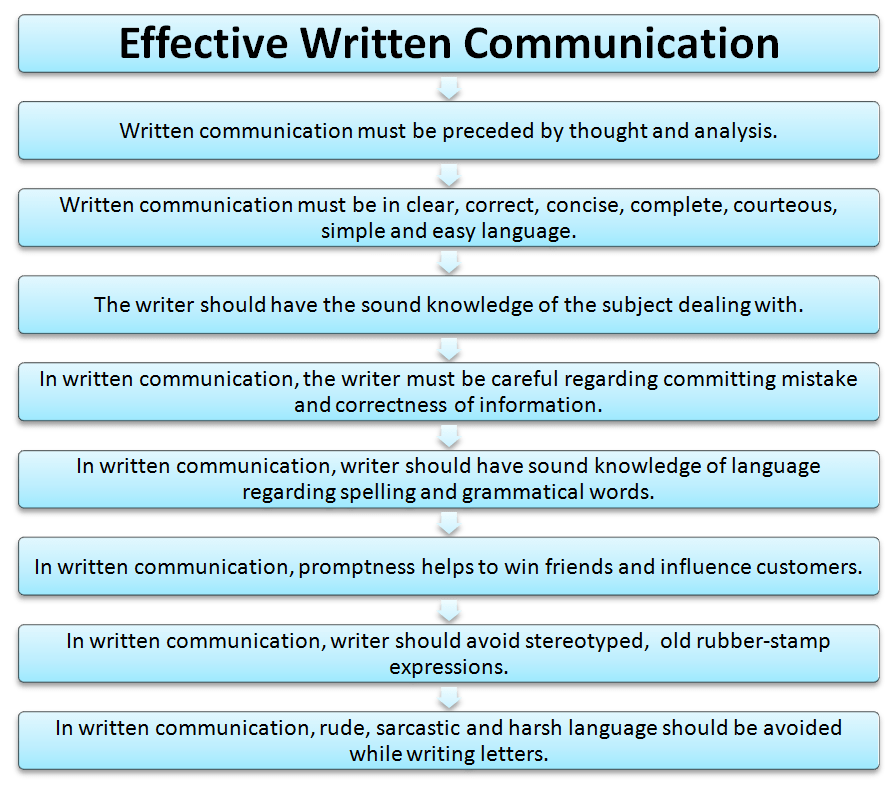 Effective Written Communication
Written communication must be preceded by thought and analysis.
Written communication must be in clear, correct, concise, complete, courteous,
simple and easy language.
The writer should have the sound knowledge of the subject dealing with.
In written communication, the writer must be careful regarding committing mistake
and correctness of information.
In written communication, writer should have sound knowledge of language
regarding spelling and grammatical words.
In written communication, promptness helps to win friends and influence customers.
In written communication, writer should avoid stereotyped, old rubber-stamp
expressions.
In written communication, rude, sarcastic and harsh language should be avoided
while writing letters.